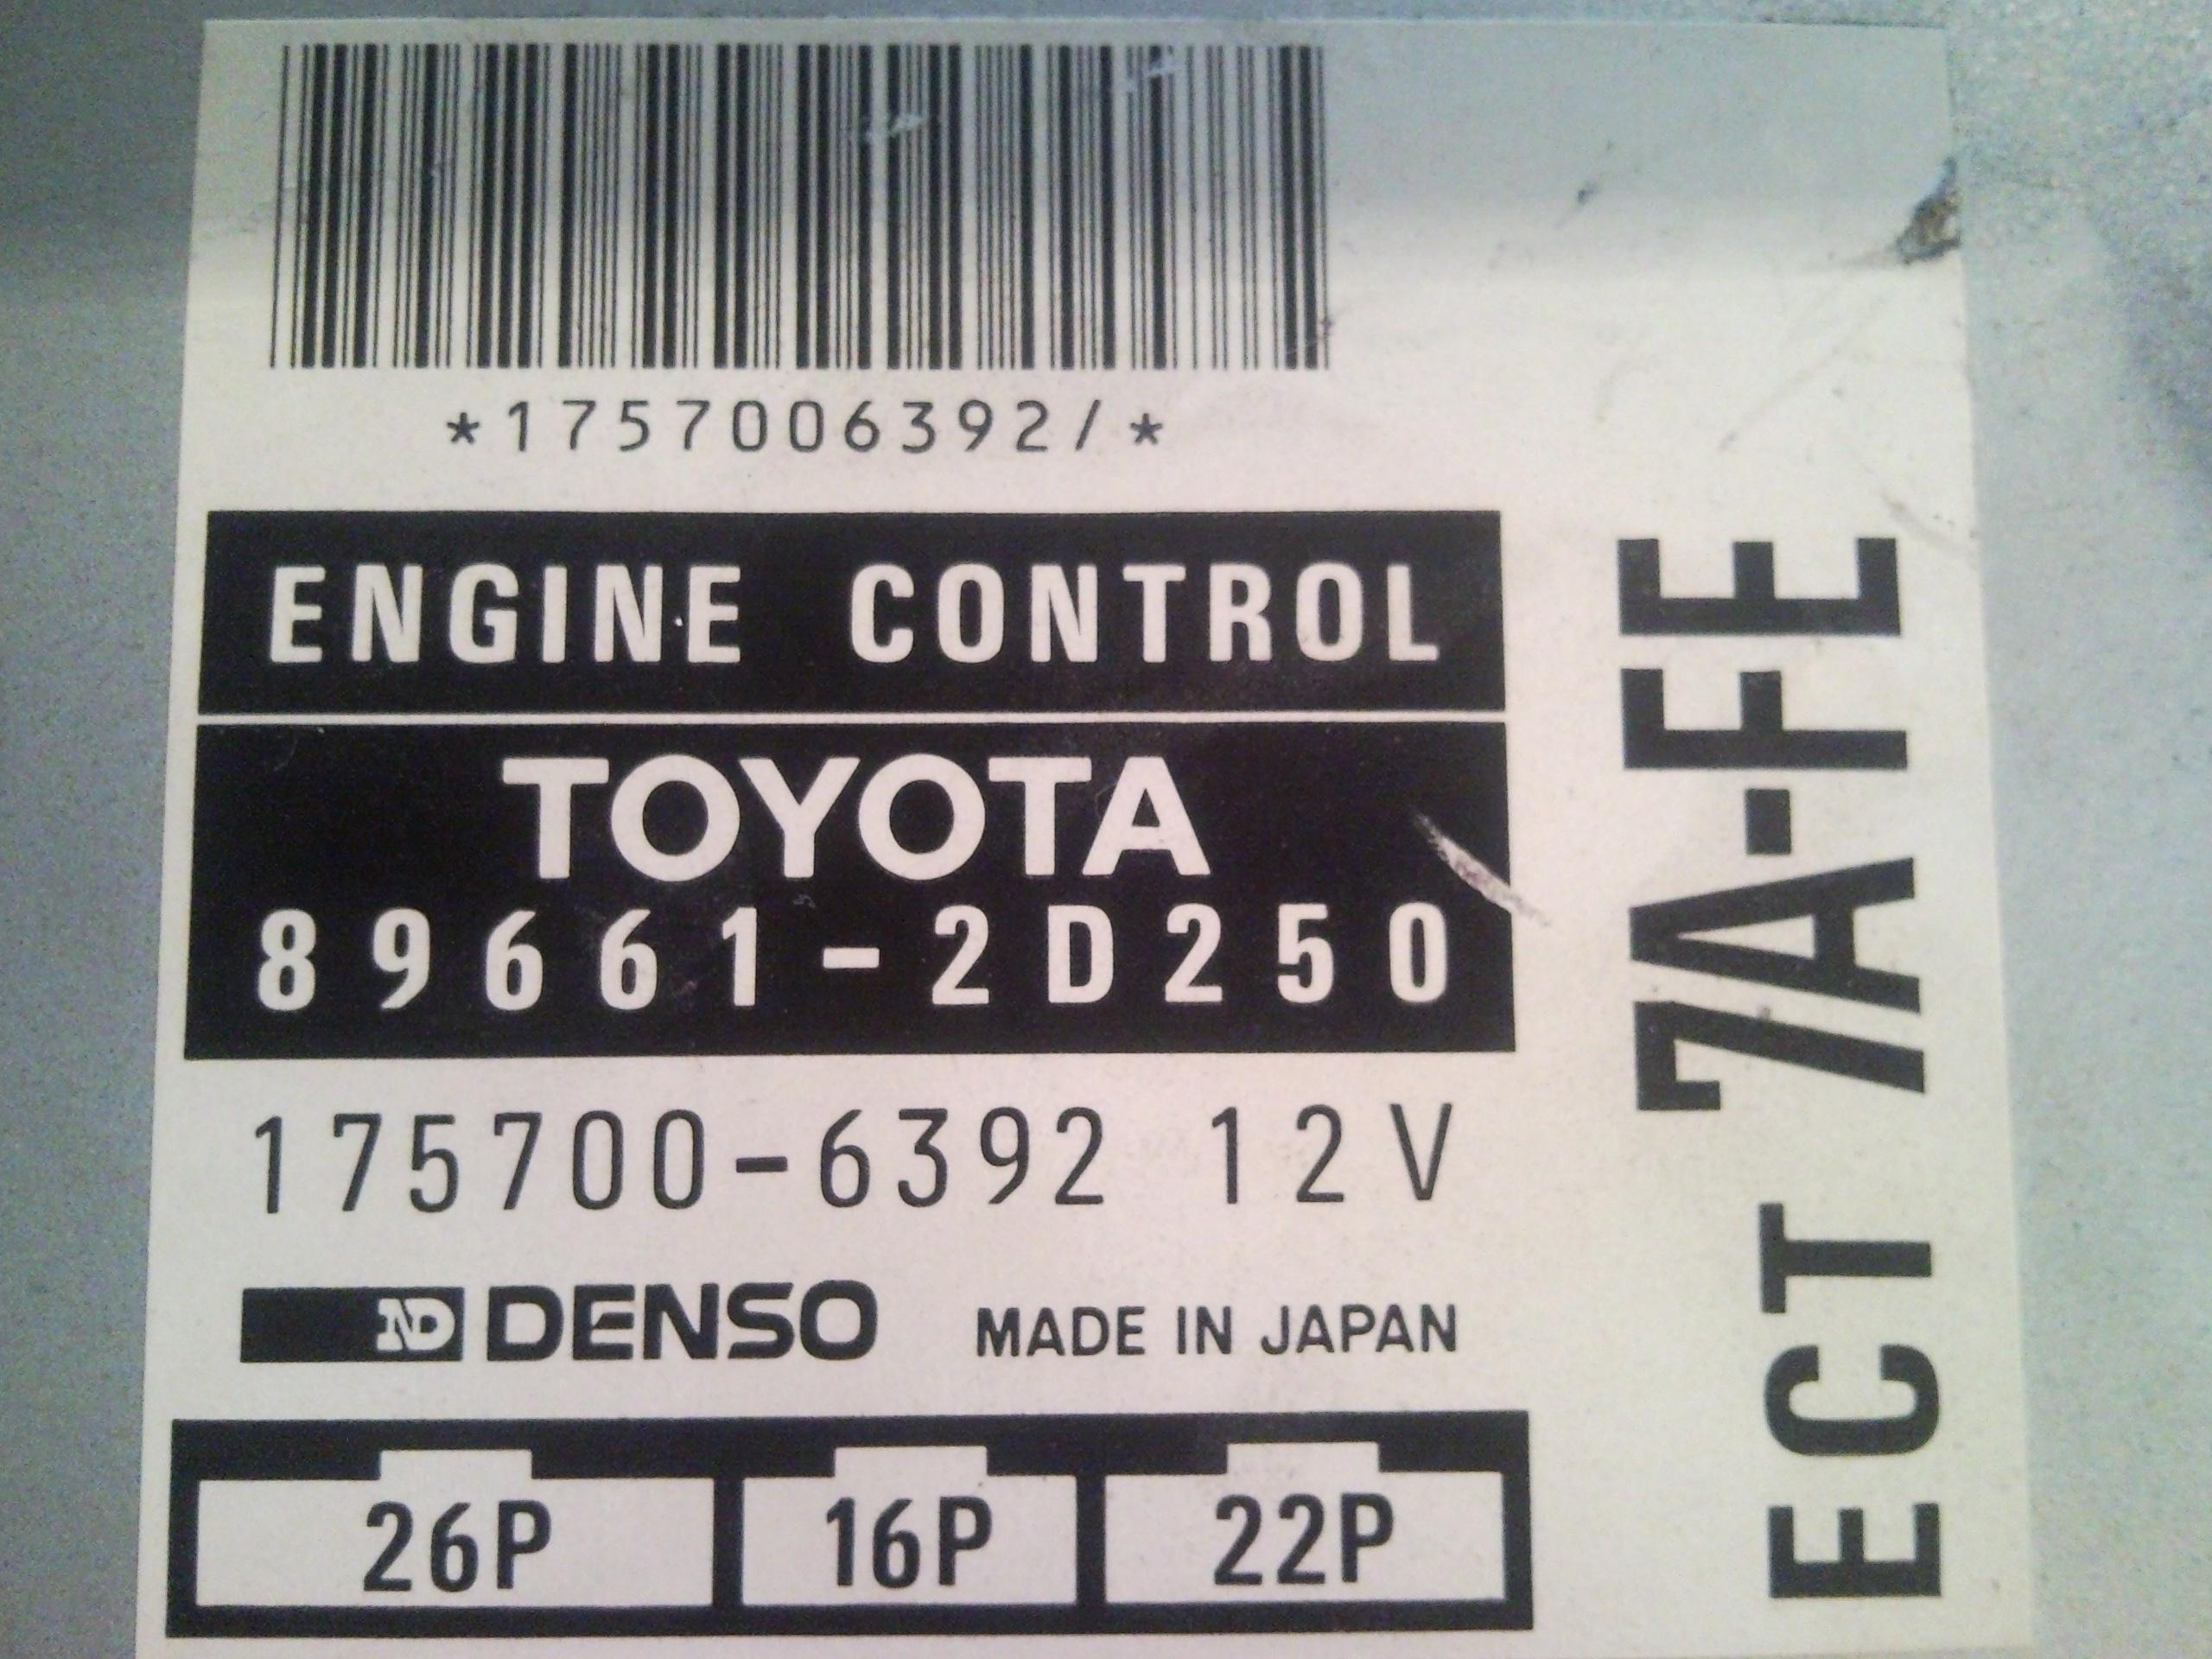 *1757006392/*
ENGINE CONTROL
TOYOTA
89661-2D250
175700-6392 12V
ND DENSO MADE IN JAPAN
26P 16P 22P
ECT 7A-FE